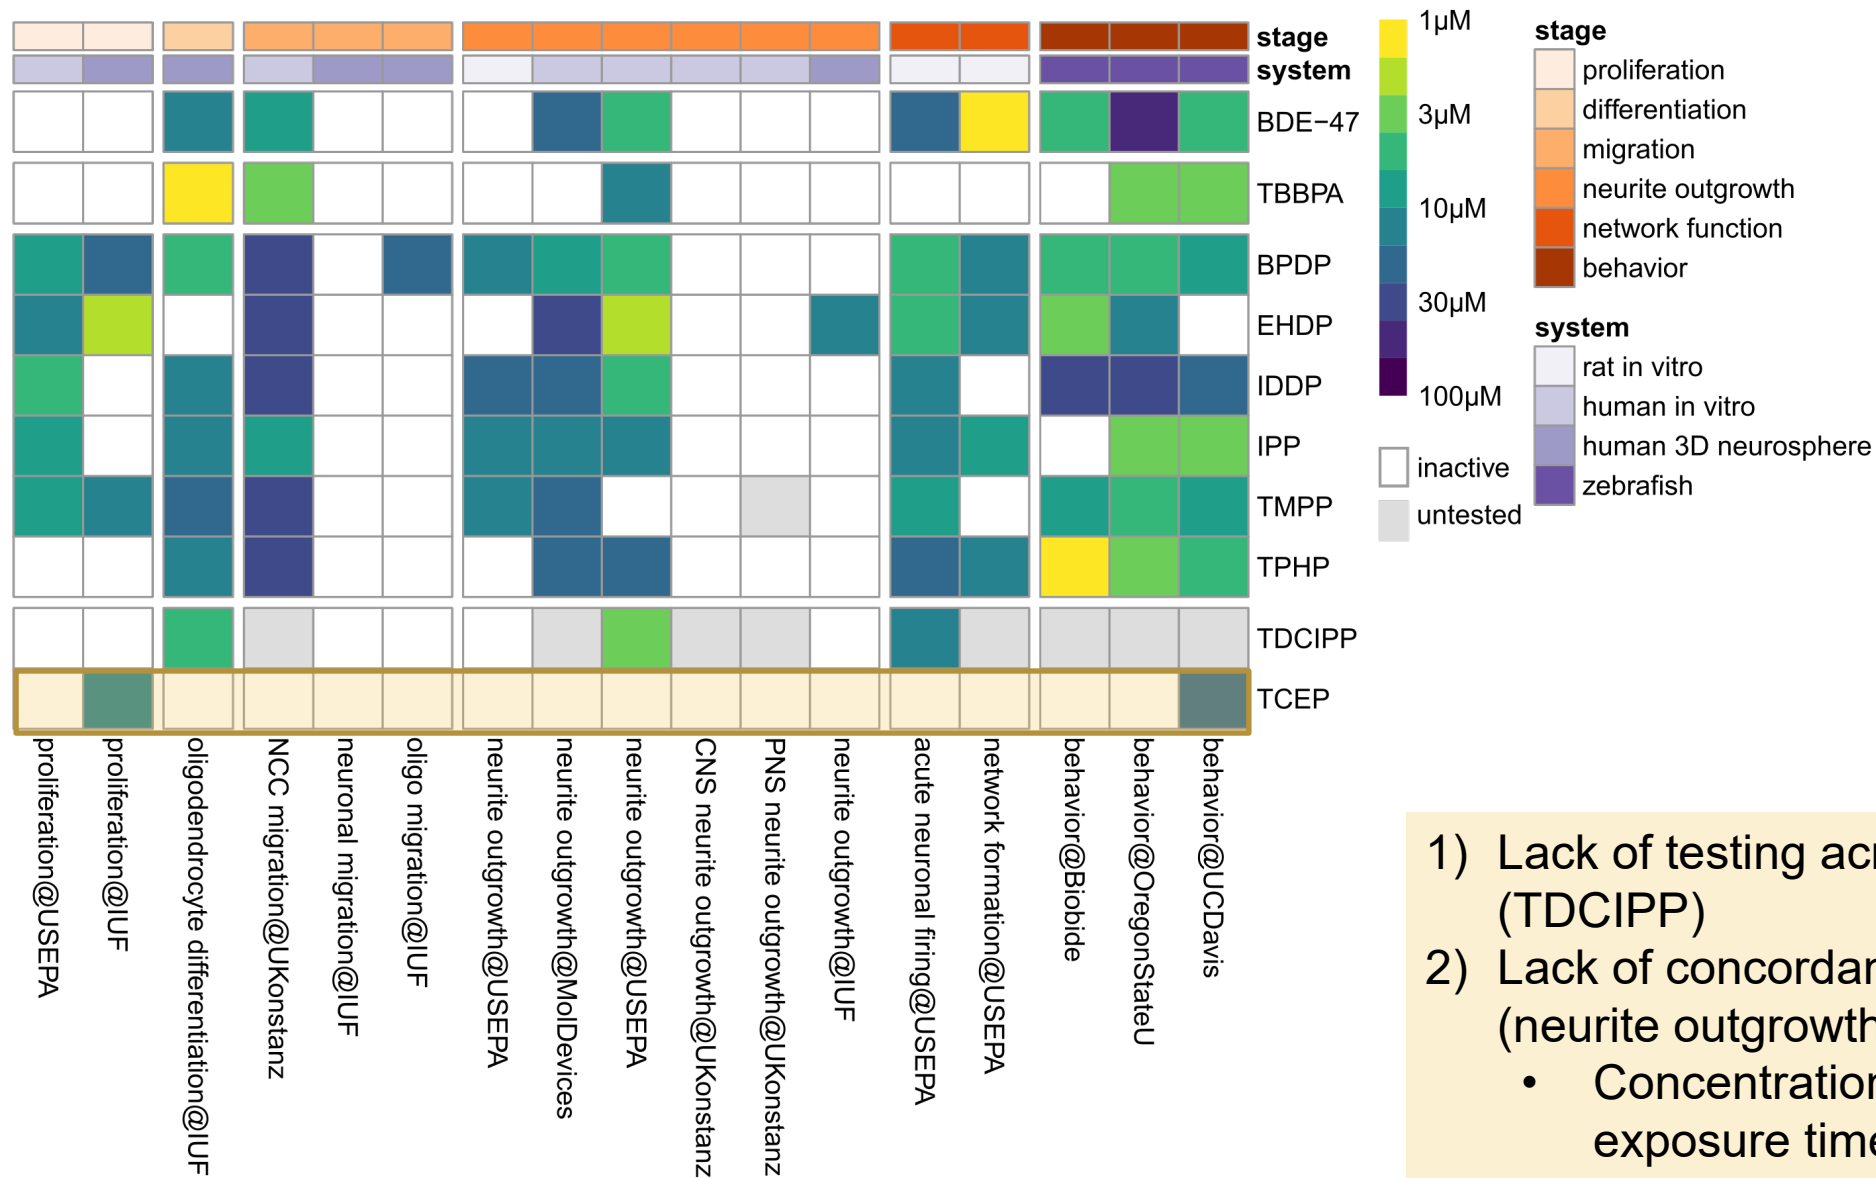 stage
system
BDE−47
TBBPA
BPDP
EHDP
IDDP
IPP
TMPP
TPHP
TDCIPP
TCEP
proliferation@USEPA
proliferation@IUF
oligodendrocyte differentiation@IUF
NCC migration@UKonstanz
neuronal migration@IUF
oligo migration@IUF
neurite outgrowth@USEPA
neurite outgrowth@MolDevices
neurite outgrowth@USEPA
CNS neurite outgrowth@UKonstanz
PNS neurite outgrowth@UKonstanz
neurite outgrowth@IUF
acute neuronal firing@USEPA
network formation@USEPA
behavior@Biobide
behavior@OregonStateU
behavior@UCDavis
1μM
3μM
10μM
30μM
100μM
inactive
untested
stage
proliferation
differentiation
migration
neurite outgrowth
network function
behavior
system
rat in vitro
human in vitro
human 3D neurosphere
zebrafish
1) Lack of testing
(TDCIPP)
2) Lack of
(neurite outgrowth
• Concentration
exposure time